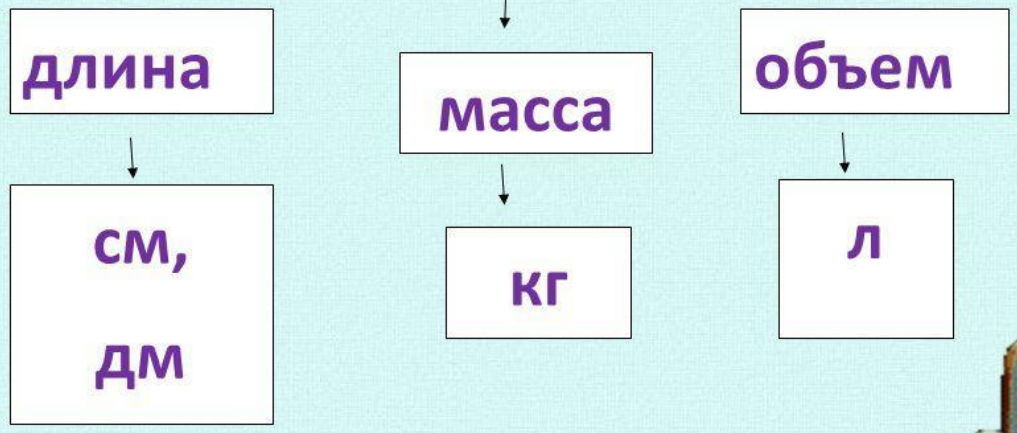 длина
масса
объем
см,
дм
кг
л